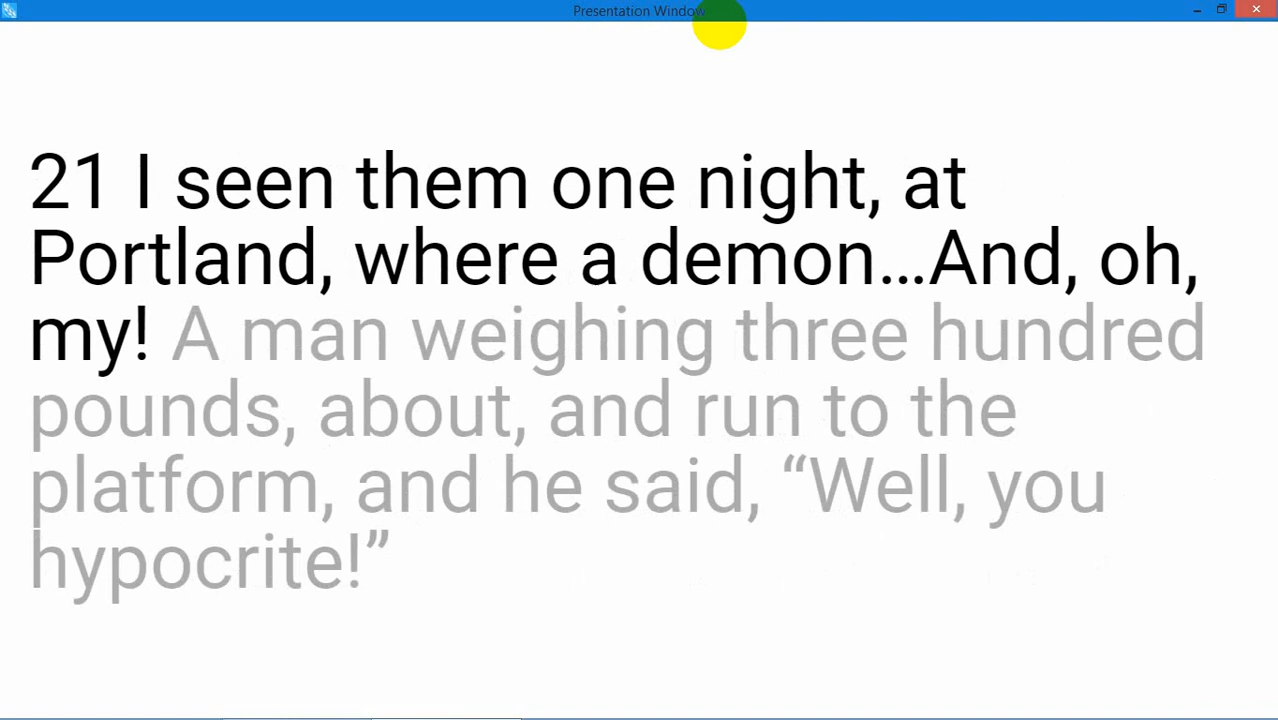 Presentation Window
21 I seen them one night, at
Portland, where a demon…And, oh,
my! A man weighing three hundred
pounds, about, and run to the
platform, and he said, “Well, you
hypocrite!”